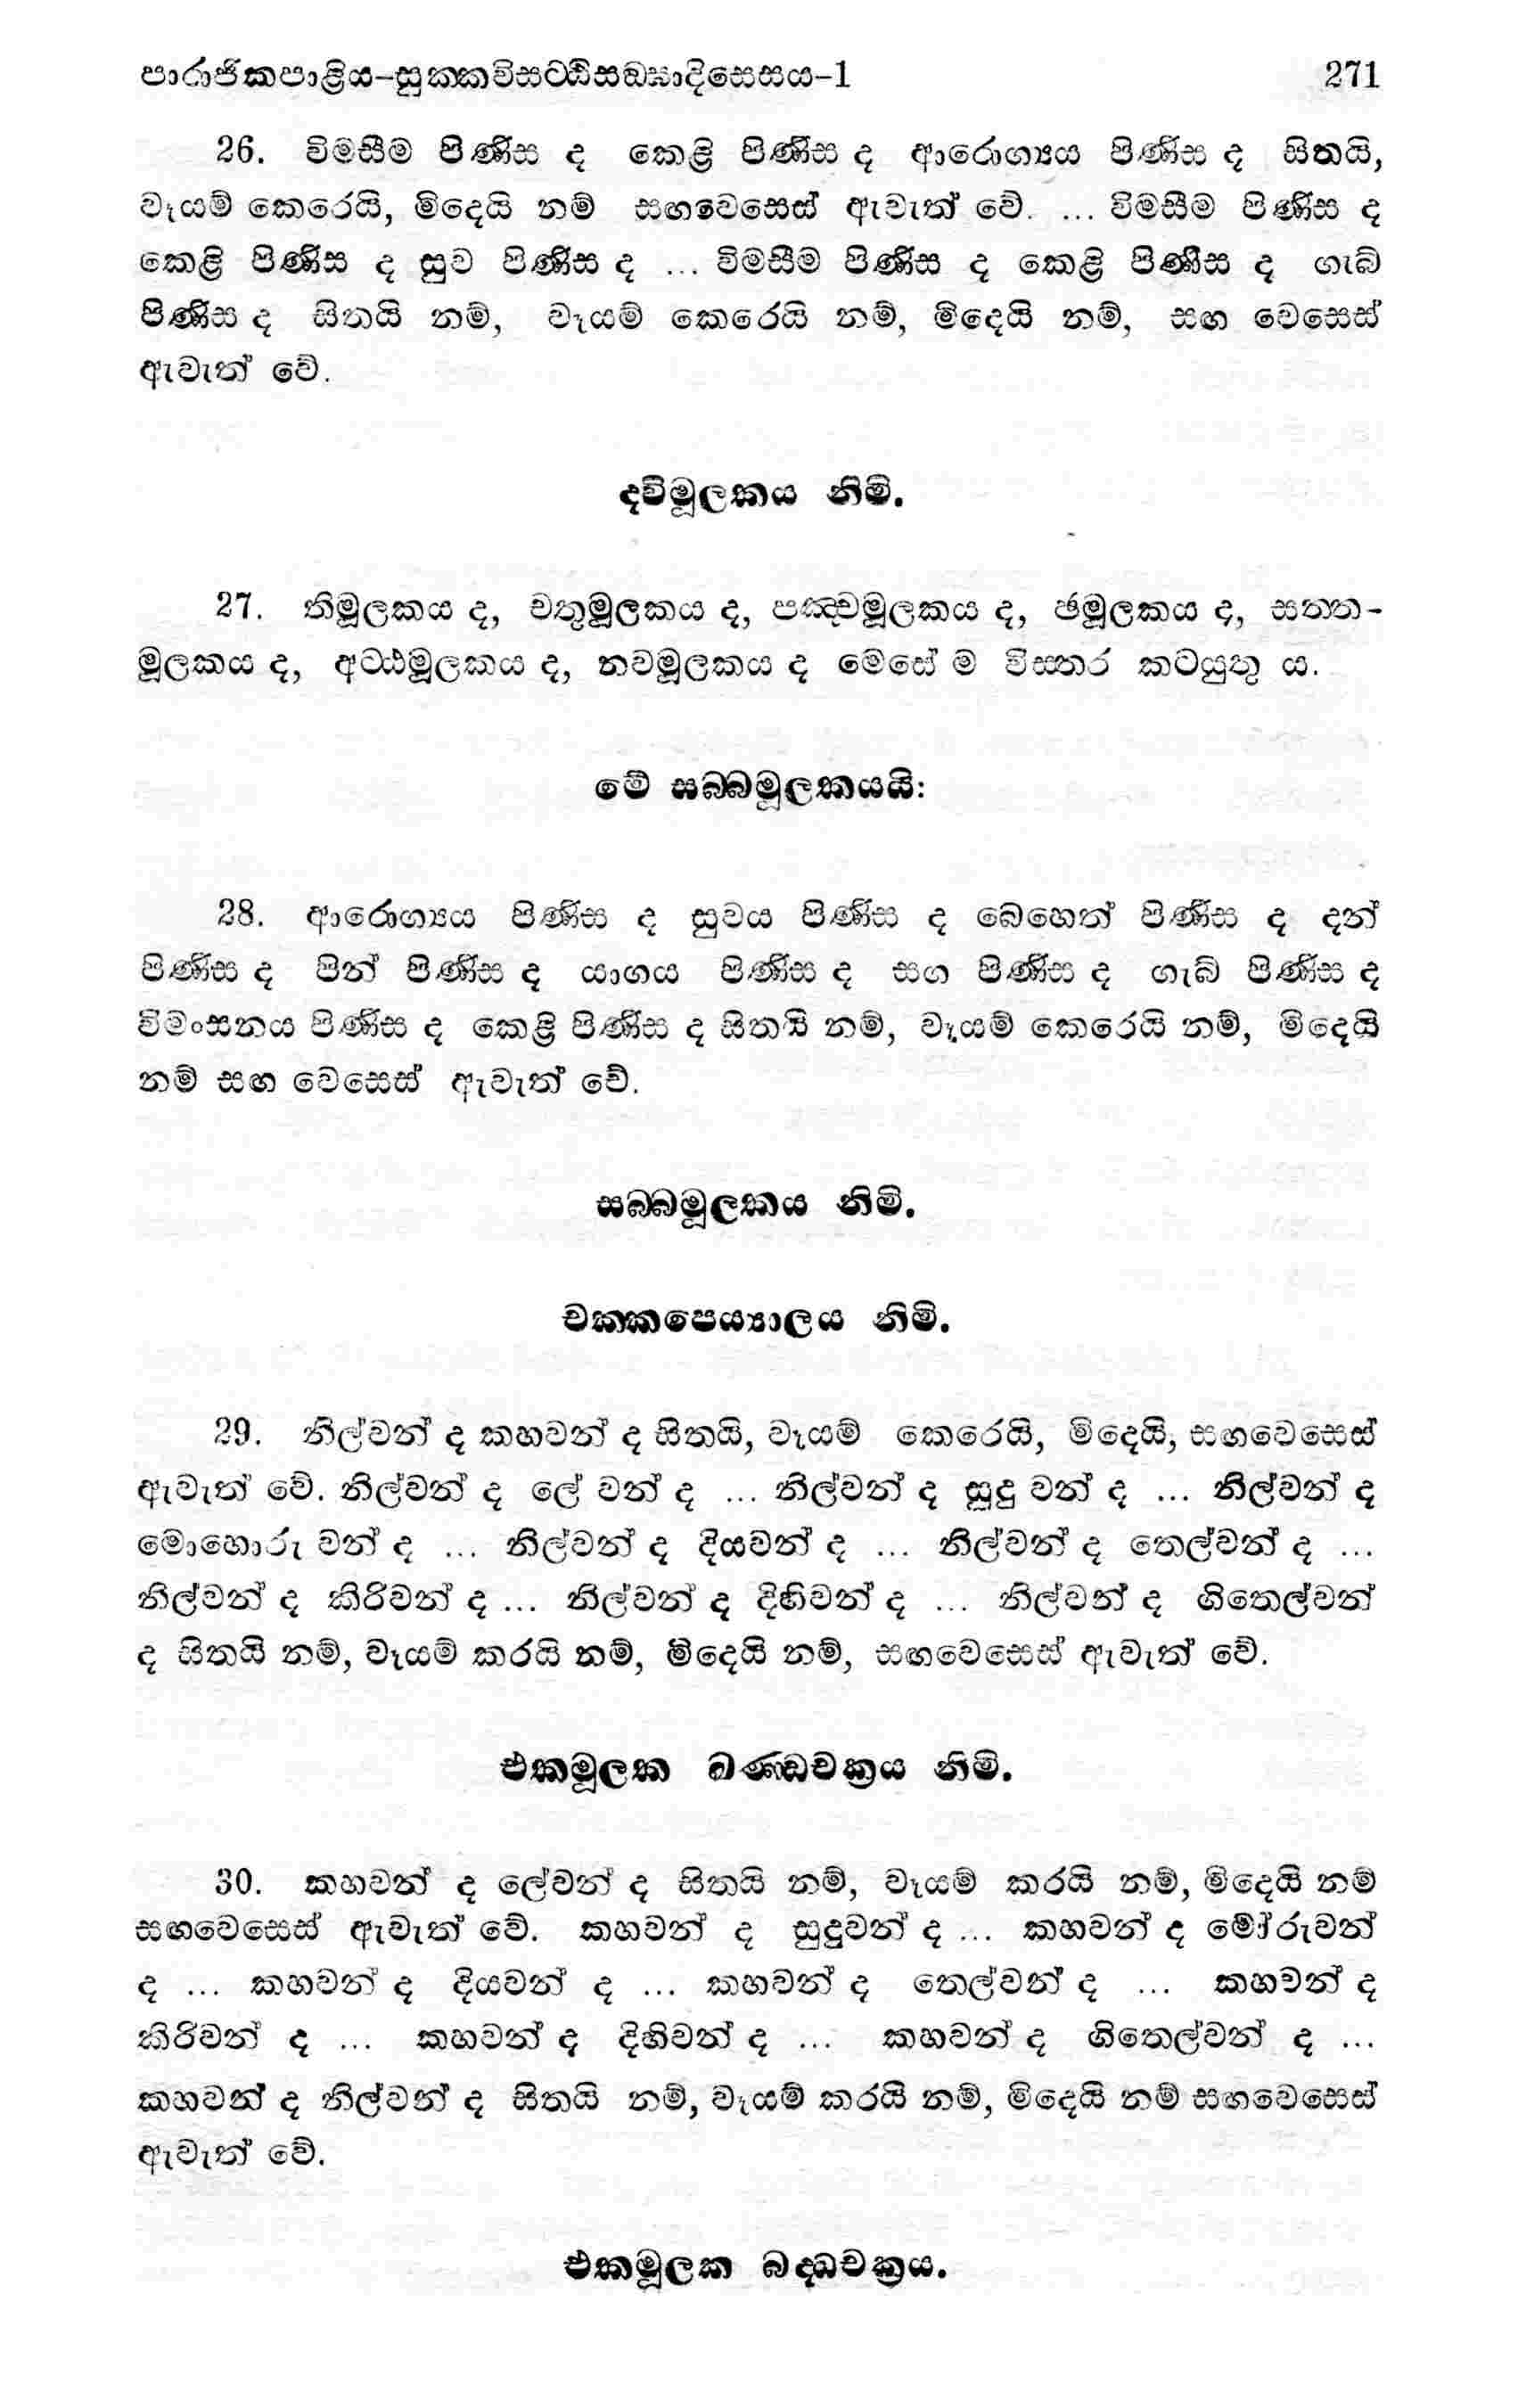 පාරාජිකපාළිය–සුක්කවිසට්ඨිසඞ්ඝාදිසෙසය–1 271
26. විමසීම පිණිස ද කෙළි පිණිස ද ආරොග්‍යය පිණිස ද සිතයි,
වෑයම් කෙරෙයි, මිදෙයි නම් සඟවෙසෙස් ඇවැත් වේ. ... විමසීම පිණිස ද
කෙළි පිණිස ද සුව පිණිස ද ... විමසීම පිණිස ද කෙළි පිණිස ද ගැබ්
පිණිස ද සිතයි නම්, වෑයම් කෙරෙයි නම්, මිදෙයි නම්, සඟ වෙසෙස්
ඇවැත් වේ.
ද්විමූලකය නිමි.
27. තිමූලකය ද, චතුමූලකය ද, පඤ්චමූලකය ද, ඡමූලකය ද, සත්ත-
මූලකය ද, අට්ඨමූලකය ද, නවමූලකය ද මෙසේ ම විස්තර කටයුතු ය.
මේ සබ්බමූලකයයි:
28. ආරොග්‍යය පිණිස ද සුවය පිණිස ද බෙහෙත් පිණිස ද දන්
පිණිස ද පින් පිණිස ද යාගය පිණිස ද සග පිණිස ද ගැබ් පිණිස ද
විමංසනය පිණිස ද කෙළි පිණිස ද සිතයි නම්, වෑයම් කෙරෙයි නම්, මිදෙයි
නම් සඟ වෙසෙස් ඇවැත් වේ.
සබ්බමූලකය නිමි.
චක්කපෙය්‍යාලය නිමි.
29. නිල්වන් ද කහවන් ද සිතයි, වෑයම් කෙරෙයි, මිදෙයි, සඟවෙසෙස්
ඇවැත් වේ. නිල්වන් ද ලේ වන් ද ... නිල්වන් ද සුදු වන් ද ... නිල්වන් ද
මොහොරු වන් ද ... නිල්වන් ද දියවන් ද ... නිල්වන් ද තෙල්වන් ද ...
නිල්වන් ද කිරිවන් ද ... නිල්වන් ද දිහිවන් ද ... නිල්වන් ද ගිතෙල්වන්
ද සිතයි නම්, වෑයම් කරයි නම්, මිදෙයි නම්, සඟවෙසෙස් ඇවැත් වේ.
එකමූලක ඛණ්ඩචක්‍රය නිමි.
30. කහවන් ද ලේවන් ද සිතයි නම්, වෑයම් කරයි නම්, මිදෙයි නම්
සඟවෙසෙස් ඇවැත් වේ. කහවන් ද සුදුවන් ද ... කහවන් ද මෝරුවන්
ද ... කහවන් ද දියවන් ද ... කහවන් ද තෙල්වන් ද ... කහවන් ද
කිරිවන් ද ... කහවන් ද දිහිවන් ද ... කහවන් ද ගිතෙල්වන් ද ...
කහවන් ද නිල්වන් ද සිතයි නම්, වෑයම් කරයි නම්, මිදෙයි නම් සඟවෙසෙස්
ඇවැත් වේ.
එකමූලක බද්ධචක්‍රය.